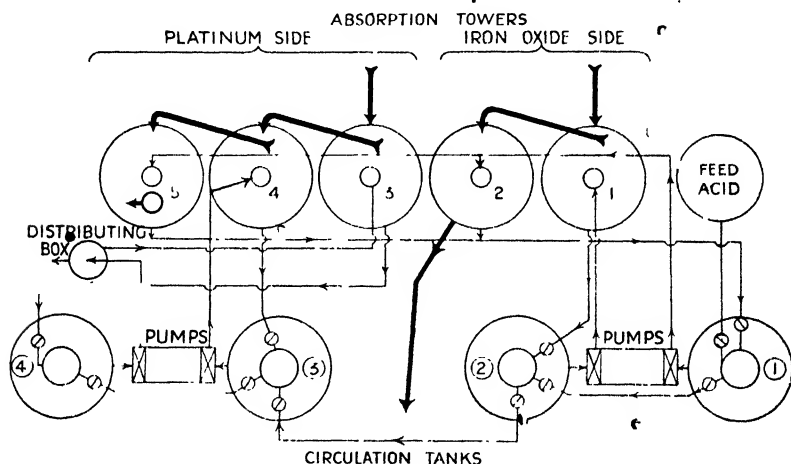 ABSORPTION TOWERS
PLATINUM SIDE
IRON OXIDE SIDE
5 4 3 2 1
FEED
ACID
DISTRIBUTING
BOX
PUMPS
PUMPS
④ ③ ② ①
CIRCULATION TANKS